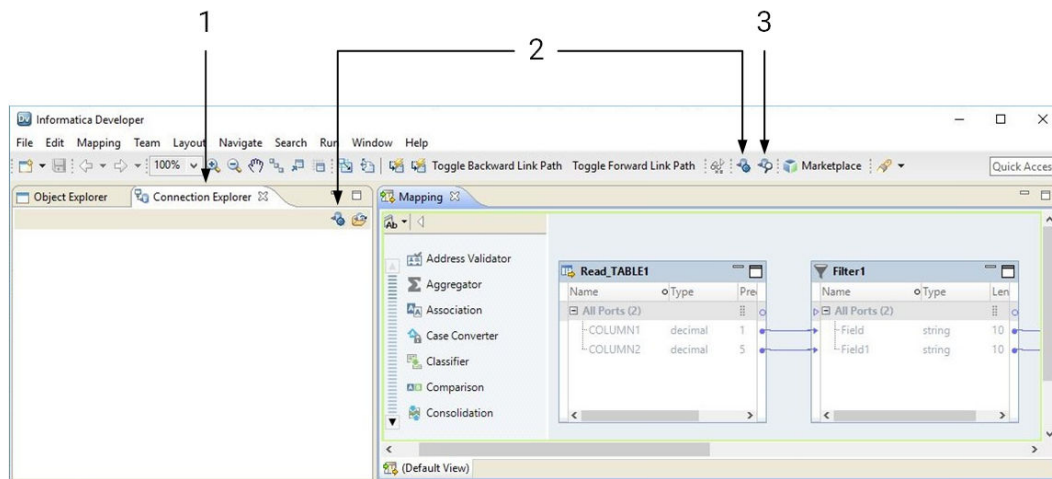 1
2
3
Informatica Developer
File Edit Mapping Team Layout Navigate Search Run Window Help
100% Toggle Backward Link Path Toggle Forward Link Path Marketplace Quick Acces
Object Explorer Connection Explorer Mapping
Ab
Address Validator
Aggregator
Association
Case Converter
Classifier
Comparison
Consolidation
Read_TABLE1
Name Type Pre
All Ports (2)
COLUMN1 decimal 1
COLUMN2 decimal 5
Filter1
Name Type Len
All Ports (2)
Field string 10
Field1 string 10
(Default View)